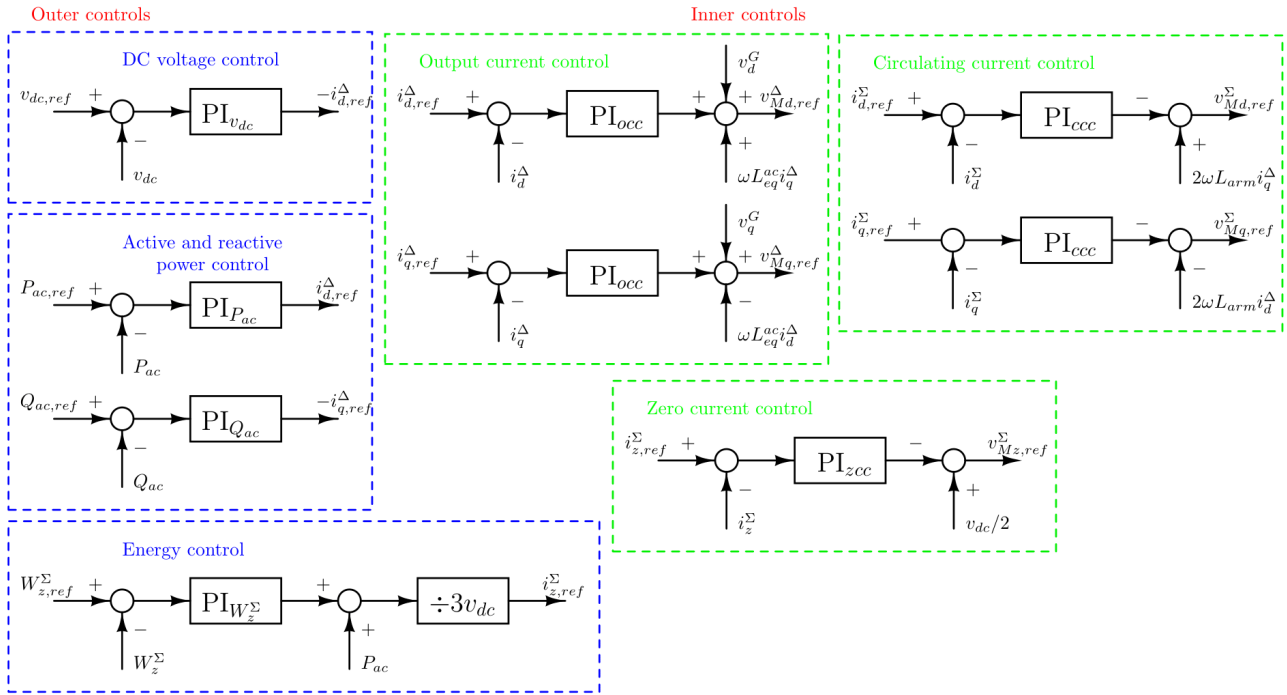 Outer controls
Inner controls
DC voltage control
v_{dc,ref} + PI_{v_{dc}} −i^Δ_{d,ref}
−
v_{dc}
Active and reactive
power control
P_{ac,ref} + PI_{P_{ac}} i^Δ_{d,ref}
−
P_{ac}
Q_{ac,ref} + PI_{Q_{ac}} −i^Δ_{q,ref}
−
Q_{ac}
Energy control
W^Σ_{z,ref} + PI_{W^Σ_z} + ÷3v_{dc} i^Σ_{z,ref}
− +
W^Σ_z P_{ac}
Output current control
v^G_d
i^Δ_{d,ref} + PI_{occ} + + v^Δ_{Md,ref}
− +
i^Δ_d ωL^{ac}_{eq}i^Δ_q
v^G_q
i^Δ_{q,ref} + PI_{occ} + + v^Δ_{Mq,ref}
− −
i^Δ_q ωL^{ac}_{eq}i^Δ_d
Circulating current control
i^Σ_{d,ref} + PI_{ccc} − v^Σ_{Md,ref}
− +
i^Σ_d 2ωL_{arm}i^Δ_q
i^Σ_{q,ref} + PI_{ccc} − v^Σ_{Mq,ref}
− −
i^Σ_q 2ωL_{arm}i^Δ_d
Zero current control
i^Σ_{z,ref} + PI_{zcc} − v^Σ_{Mz,ref}
− +
i^Σ_z v_{dc}/2